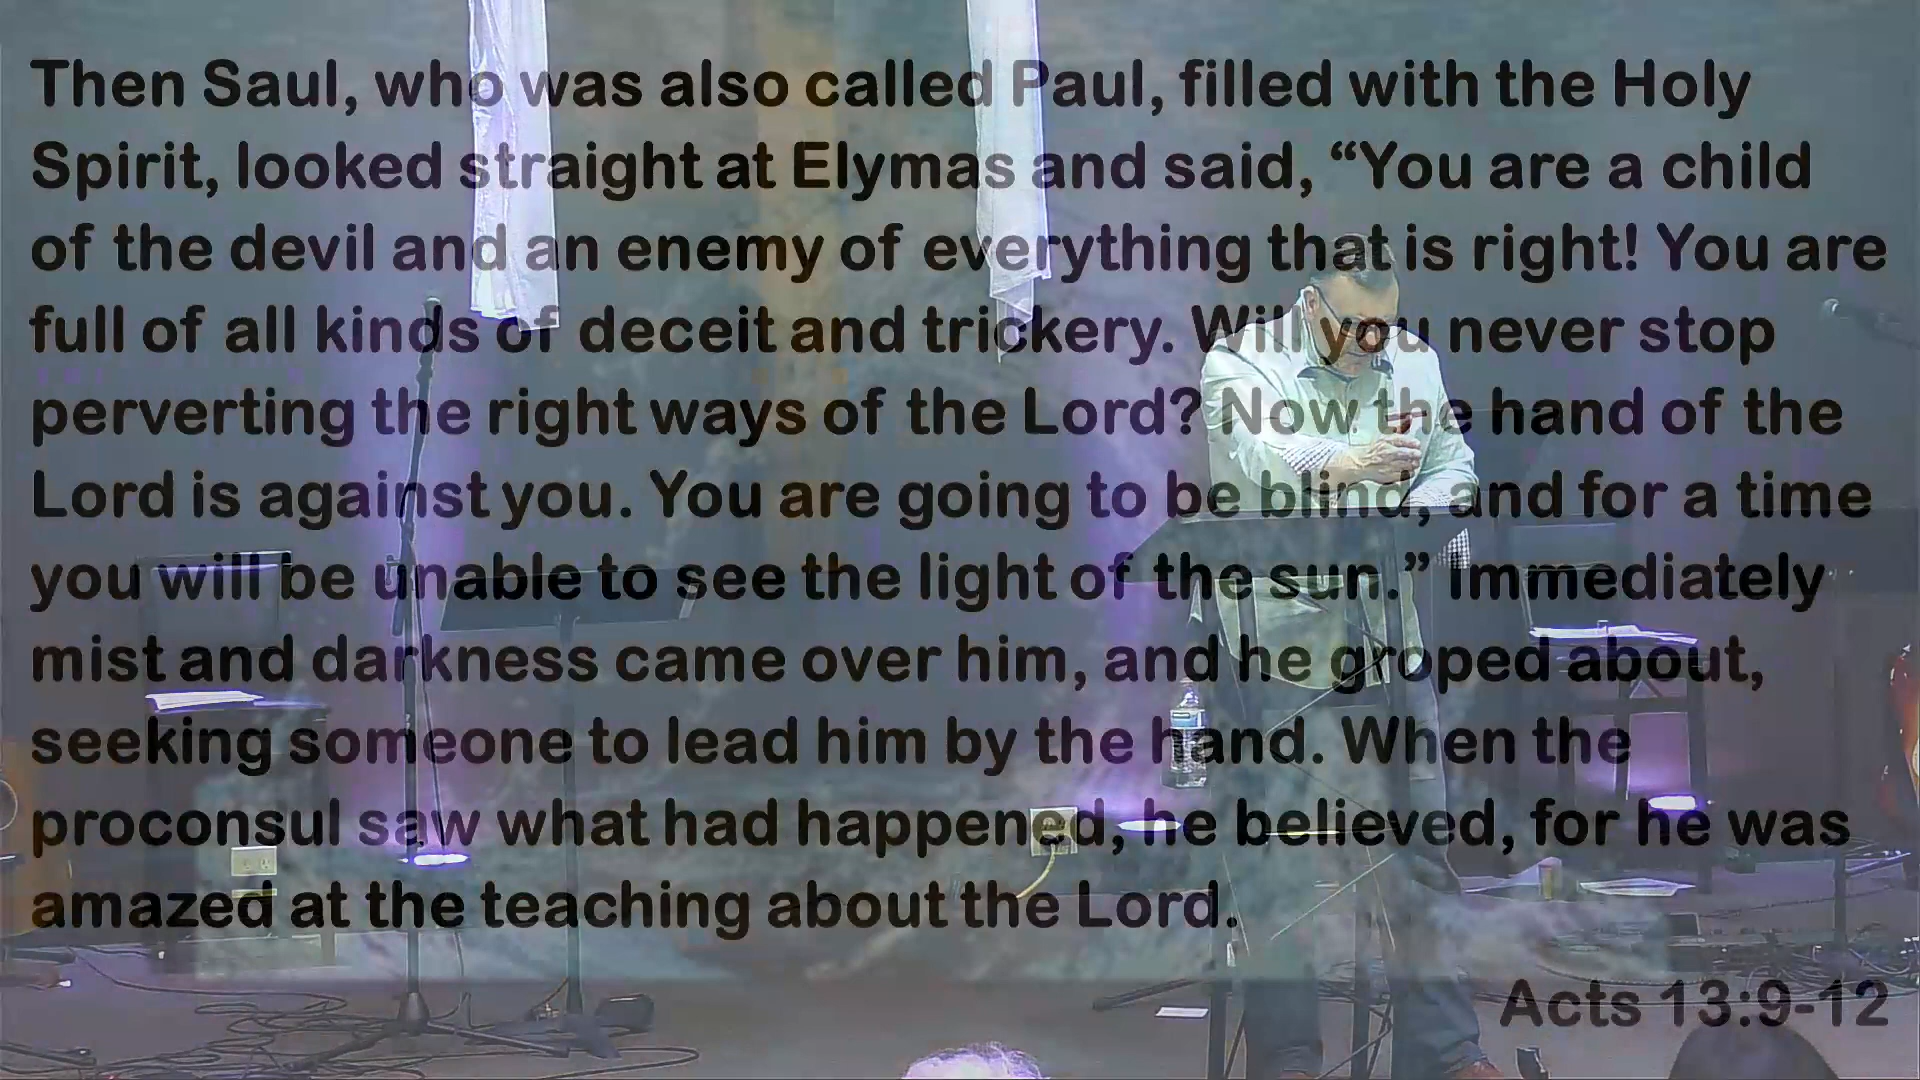 Then Saul, who was also called Paul, filled with the Holy
Spirit, looked straight at Elymas and said, “You are a child
of the devil and an enemy of everything that is right! You are
full of all kinds of deceit and trickery. Will you never stop
perverting the right ways of the Lord? Now the hand of the
Lord is against you. You are going to be blind, and for a time
you will be unable to see the light of the sun.” Immediately
mist and darkness came over him, and he groped about,
seeking someone to lead him by the hand. When the
proconsul saw what had happened, he believed, for he was
amazed at the teaching about the Lord.
Acts 13:9-12